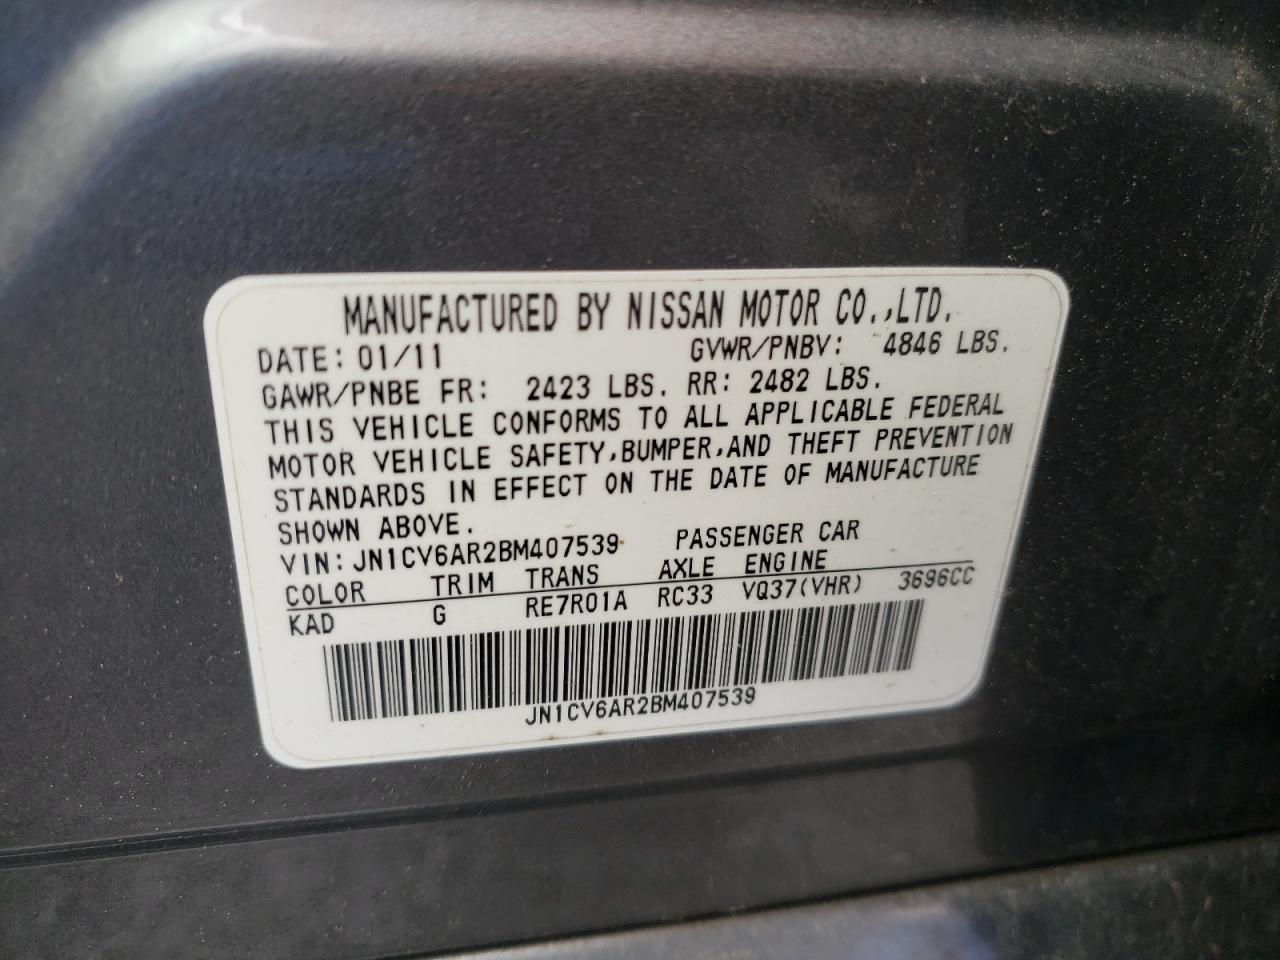 MANUFACTURED BY NISSAN MOTOR CO.,LTD.
DATE: 01/11 GVWR/PNBV: 4846 LBS.
GAWR/PNBE FR: 2423 LBS. RR: 2482 LBS.
THIS VEHICLE CONFORMS TO ALL APPLICABLE FEDERAL
MOTOR VEHICLE SAFETY,BUMPER,AND THEFT PREVENTION
STANDARDS IN EFFECT ON THE DATE OF MANUFACTURE
SHOWN ABOVE.
VIN:JN1CV6AR2BM407539 PASSENGER CAR
COLOR TRIM TRANS AXLE ENGINE
KAD G RE7R01A RC33 VQ37(VHR) 3696CC
JN1CV6AR2BM407539